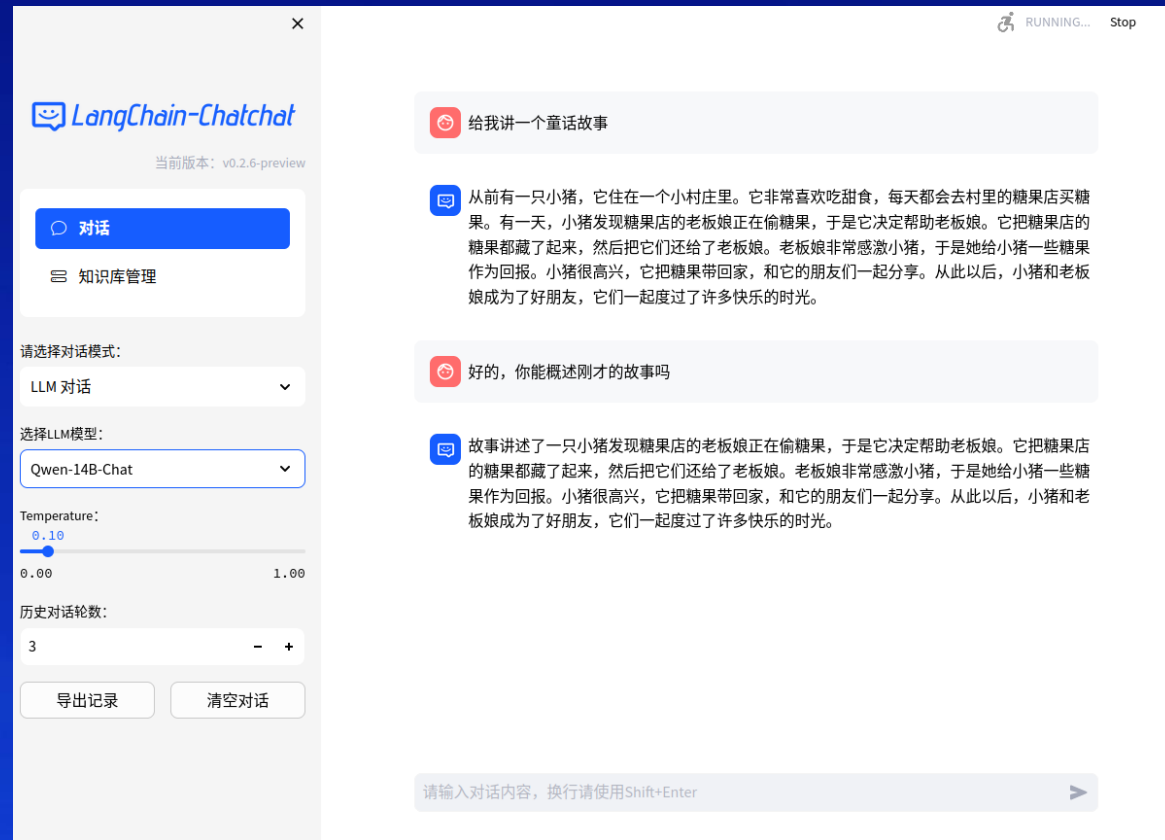 RUNNING...
Stop
LangChain-Chatchat
当前版本：v0.2.6-preview
对话
知识库管理
请选择对话模式：
LLM 对话
选择LLM模型：
Qwen-14B-Chat
Temperature：
0.10
0.00
1.00
历史对话轮数：
3
导出记录
清空对话
给我讲一个童话故事
从前有一只小猪，它住在一个小村庄里。它非常喜欢吃甜食，每天都会去村里的糖果店买糖
果。有一天，小猪发现糖果店的老板娘正在偷糖果，于是它决定帮助老板娘。它把糖果店的
糖果都藏了起来，然后把它们还给了老板娘。老板娘非常感激小猪，于是她给小猪一些糖果
作为回报。小猪很高兴，它把糖果带回家，和它的朋友们一起分享。从此以后，小猪和老板
娘成为了好朋友，它们一起度过了许多快乐的时光。
好的，你能概述刚才的故事吗
故事讲述了一只小猪发现糖果店的老板娘正在偷糖果，于是它决定帮助老板娘。它把糖果店
的糖果都藏了起来，然后把它们还给了老板娘。老板娘非常感激小猪，于是她给小猪一些糖
果作为回报。小猪很高兴，它把糖果带回家，和它的朋友们一起分享。从此以后，小猪和老
板娘成为了好朋友，它们一起度过了许多快乐的时光。
请输入对话内容，换行请使用Shift+Enter